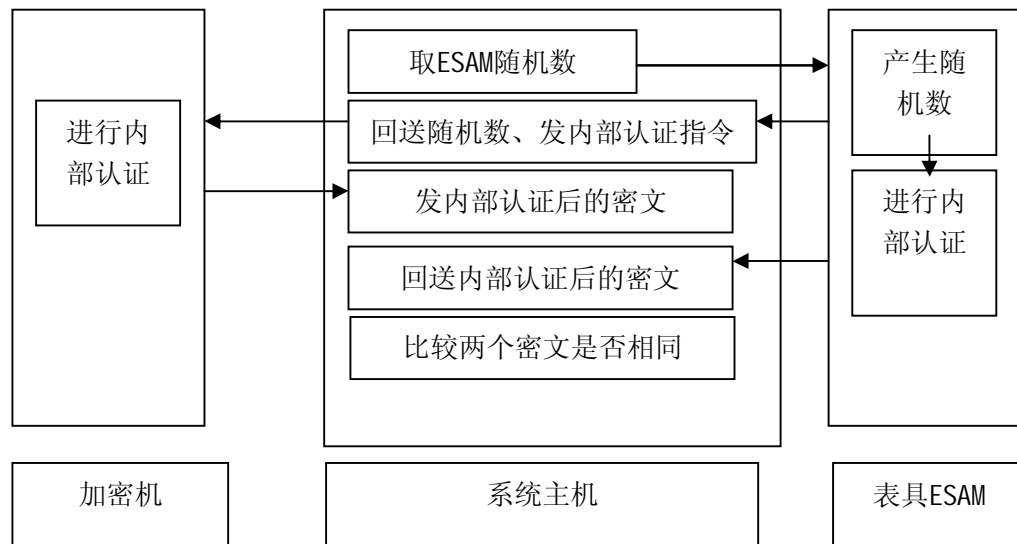 取ESAM随机数
产生随
机数
进行内
部认证
回送随机数、发内部认证指令
发内部认证后的密文
进行内
部认证
回送内部认证后的密文
比较两个密文是否相同
加密机
系统主机
表具ESAM